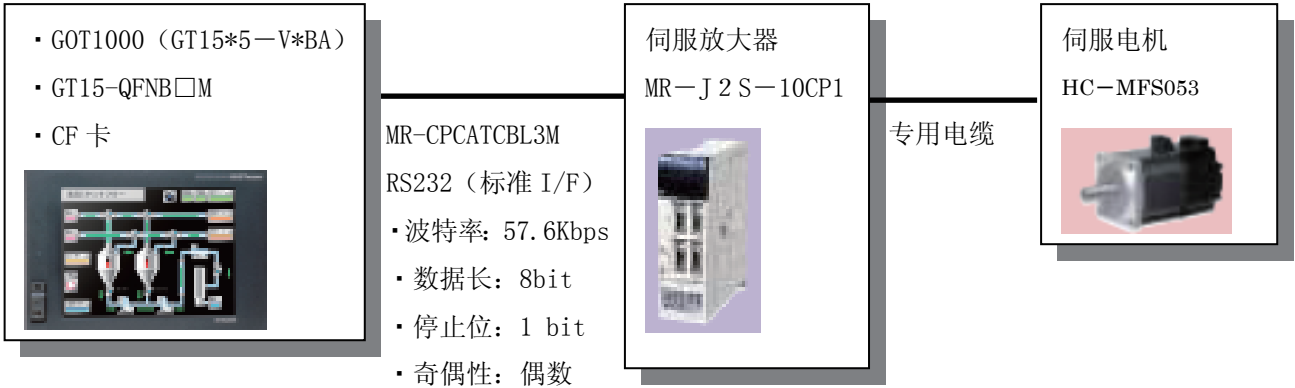 ·GOT1000（GT15*5－V*BA）
·GT15-QFNB□M
·CF 卡
MR-CPCATCBL3M
RS232（标准 I/F）
·波特率：57.6Kbps
·数据长：8bit
·停止位：1 bit
·奇偶性：偶数
伺服放大器
MR－J２S－10CP1
专用电缆
伺服电机
HC－MFS053